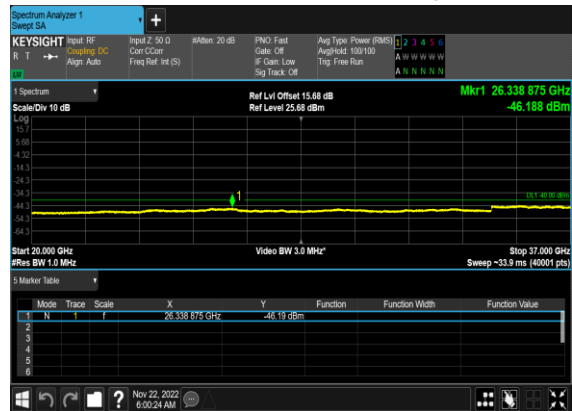 Spectrum Analyzer 1
Swept SA
+
KEYSIGHT Input: RF Input Z: 50 Ω #Atten: 20 dB PNO: Fast Avg Type: Power (RMS) 1 2 3 4 5 6
R T Coupling: DC Corr CCorr Gate: Off Avg|Hold: 100/100 A W W W W W
Align: Auto Freq Ref: Int (S) IF Gain: Low Trig: Free Run
Sig Track: Off A N N N N N
1 Spectrum Ref Lvl Offset 15.68 dB Mkr1 26.338 875 GHz
Scale/Div 10 dB Ref Level 25.68 dBm -46.188 dBm
Log
15.7
5.68
-4.32
-14.3
-24.3
-34.3 1 DL1 -40.00 dBm
-44.3
-54.3
-64.3
Start 20.000 GHz Video BW 3.0 MHz* Stop 37.000 GHz
#Res BW 1.0 MHz Sweep ~33.9 ms (40001 pts)
5 Marker Table
Mode Trace Scale X Y Function Function Width Function Value
1 N 1 f 26.338 875 GHz -46.19 dBm
2
3
4
5
6
? Nov 22, 2022
6:00:24 AM